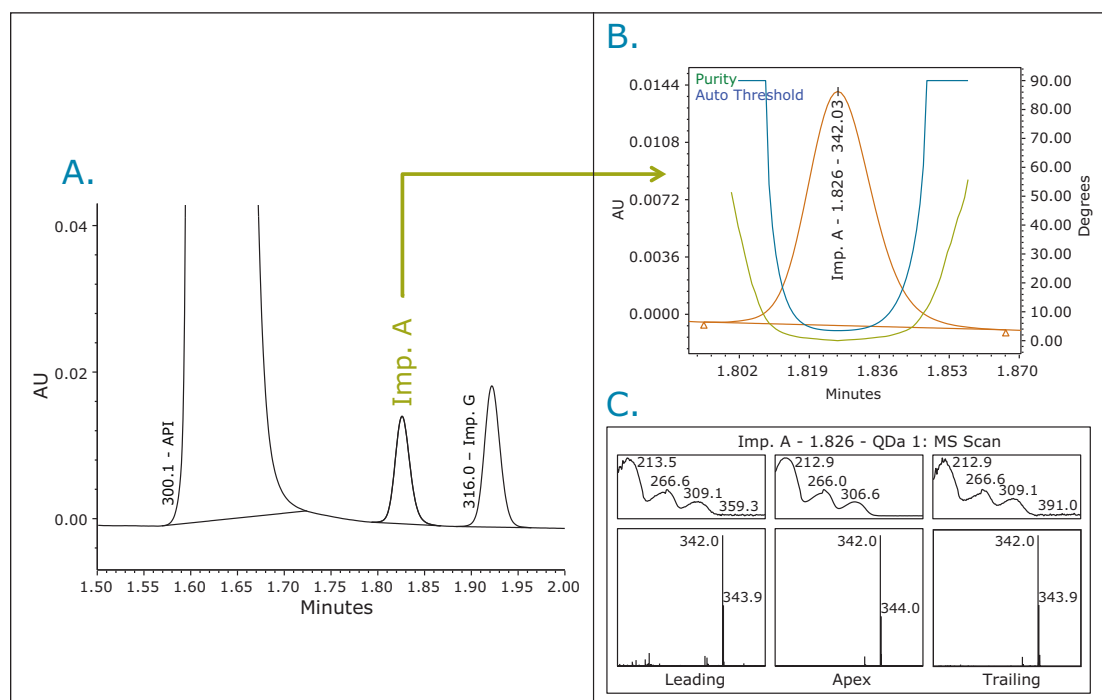 A.
0.04
0.02
0.00
AU
300.1 – API
Imp. A
316.0 – Imp. G
1.50 1.55 1.60 1.65 1.70 1.75 1.80 1.85 1.90 1.95 2.00
Minutes
B.
Purity
Auto Threshold
0.0144
0.0108
0.0072
0.0036
0.0000
AU
Imp. A - 1.826 - 342.03
90.00
80.00
70.00
60.00
50.00
40.00
30.00
20.00
10.00
0.00
Degrees
1.802 1.819 1.836 1.853 1.870
Minutes
C.
Imp. A - 1.826 - QDa 1: MS Scan
213.5
266.6
309.1
359.3
212.9
266.0
306.6
212.9
266.6
309.1
391.0
342.0
343.9
342.0
344.0
342.0
343.9
Leading Apex Trailing